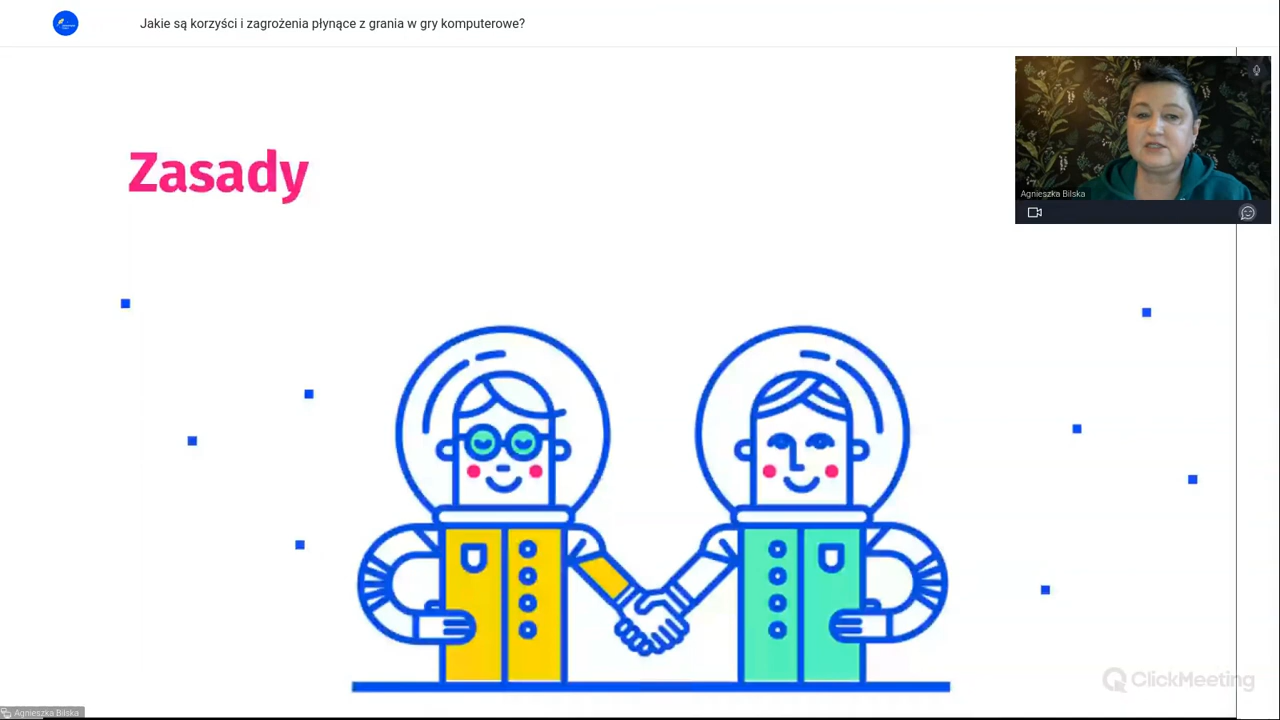 Jakie są korzyści i zagrożenia płynące z grania w gry komputerowe?
Agnieszka Bilska
Zasady
ClickMeeting
Agnieszka Bilska